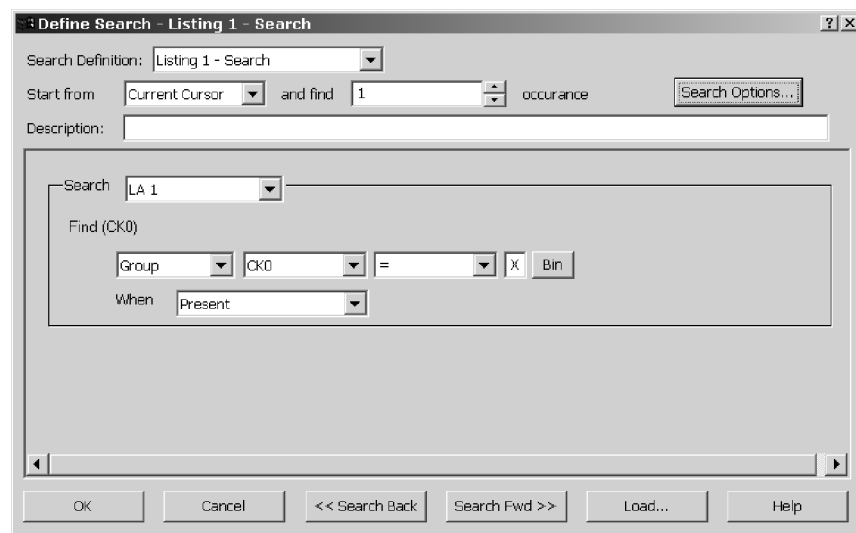 Define Search - Listing 1 - Search ? X
Search Definition: Listing 1 - Search
Start from Current Cursor and find 1 occurance Search Options...
Description:
Search LA 1
Find (CK0)
Group CK0 = X Bin
When Present
OK Cancel << Search Back Search Fwd >> Load... Help